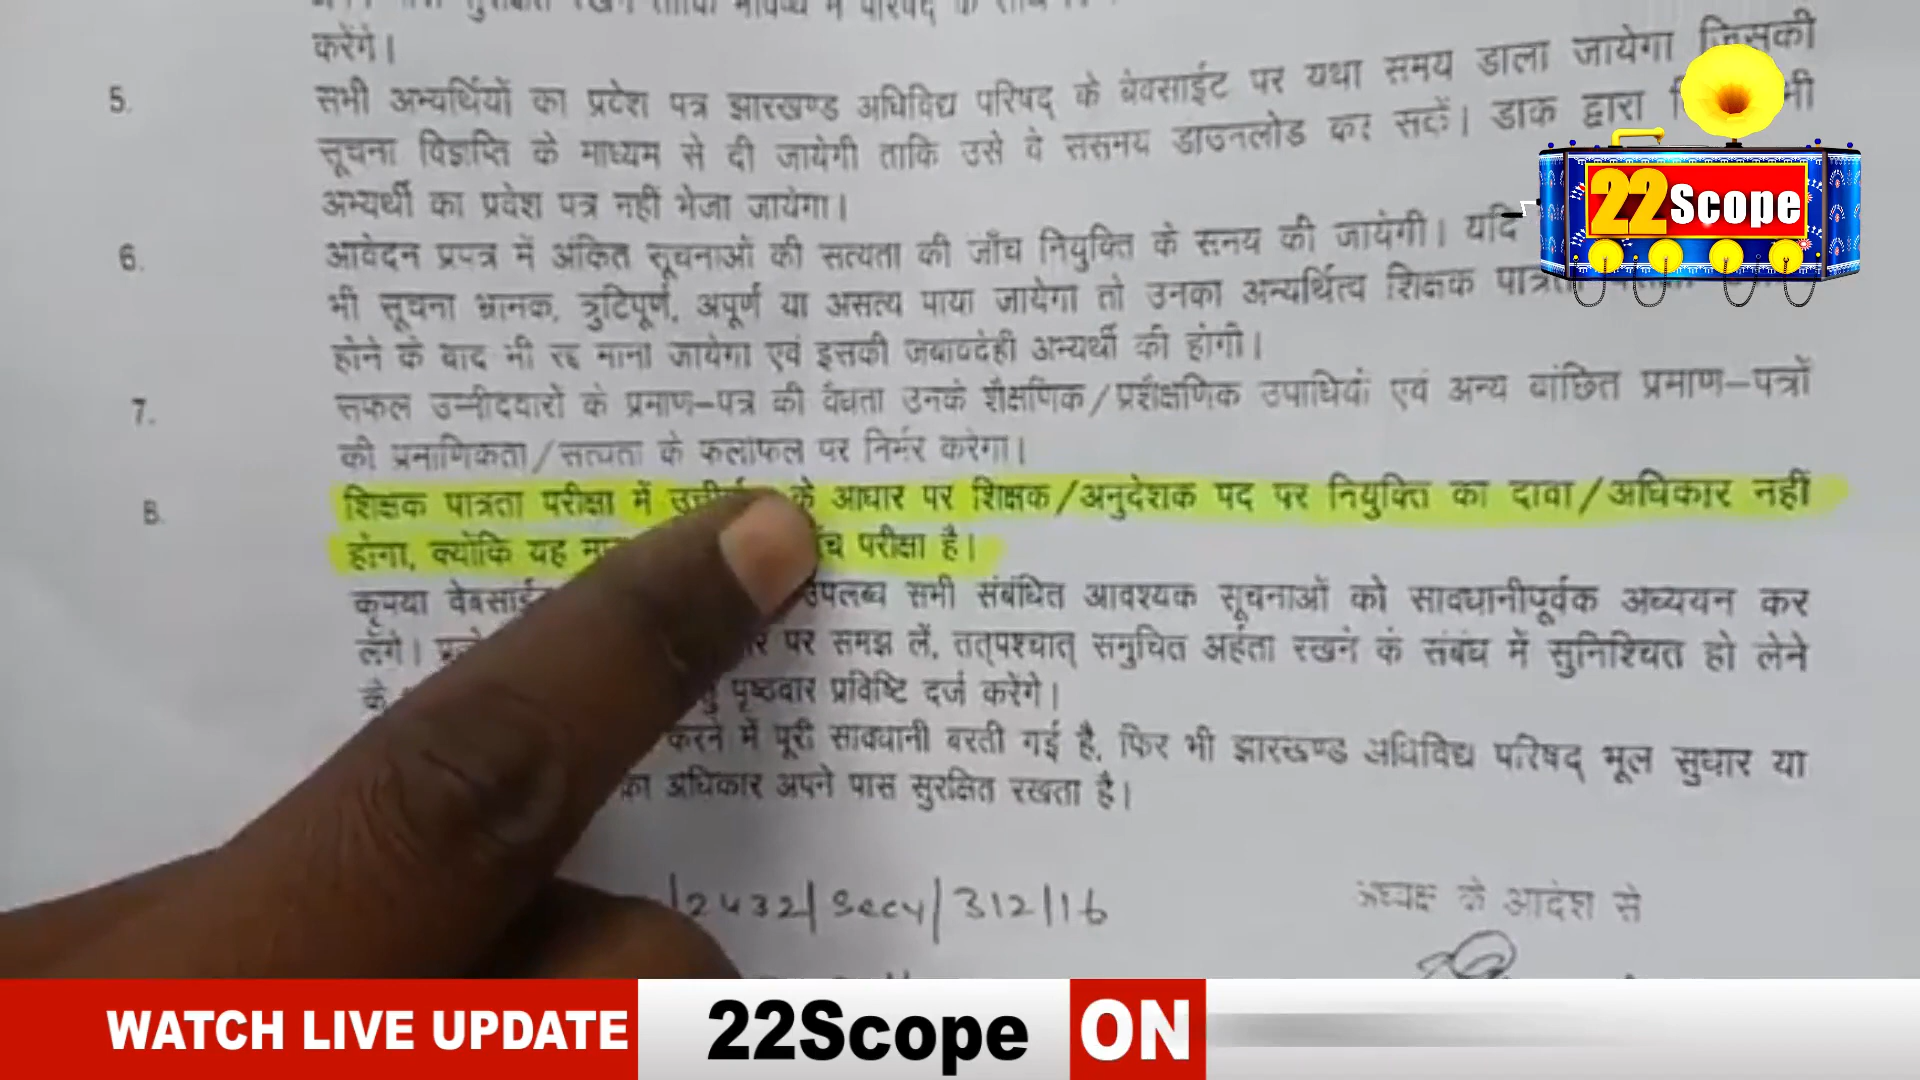 करेंगे।
5. सभी अभ्यर्थियों का प्रवेश पत्र झारखण्ड अधिविद्य परिषद् के बेवसाईट पर यथा समय डाला जायेगा जिसकी
सूचना विज्ञप्ति के माध्यम से दी जायेगी ताकि उसे वे ससमय डाउनलोड कर सकें। डाक द्वारा भी
अभ्यर्थी का प्रवेश पत्र नहीं भेजा जायेगा।
6. आवेदन प्रपत्र में अंकित सूचनाओं की सत्यता की जाँच नियुक्ति के समय की जायेगी। यदि
भी सूचना भ्रामक, त्रुटिपूर्ण, अपूर्ण या असत्य पाया जायेगा तो उनका अभ्यर्थित्व शिक्षक
होने के बाद भी रद्द माना जायेगा एवं इसकी जबावदेही अभ्यर्थी की होगी।
7. सफल उम्मीदवारों के प्रमाण-पत्र की वैधता उनके शैक्षणिक/प्रशैक्षणिक उपाधियों एवं अन्य वांछित प्रमाण-पत्रों
की प्रमाणिकता/सत्यता के फलाफल पर निर्भर करेगा।
8. शिक्षक पात्रता परीक्षा में के आधार पर शिक्षक/अनुदेशक पद पर नियुक्ति का दावा/अधिकार नहीं
होगा, क्योंकि यह परीक्षा है।
कृपया उपलब्ध सभी संबंधित आवश्यक सूचनाओं को सावधानीपूर्वक अध्ययन कर
लेंगे। पर समझ लें, तत्पश्चात् समुचित अर्हता रखने के संबंध में सुनिश्चित हो लेने
के पृष्ठवार प्रविष्टि दर्ज करेंगे।
करने में पूरी सावधानी बरती गई है, फिर भी झारखण्ड अधिविद्य परिषद् भूल सुधार या
का अधिकार अपने पास सुरक्षित रखता है।
/2432/Secy/312/16
अध्यक्ष के आदेश से
22Scope
WATCH LIVE UPDATE 22Scope ON